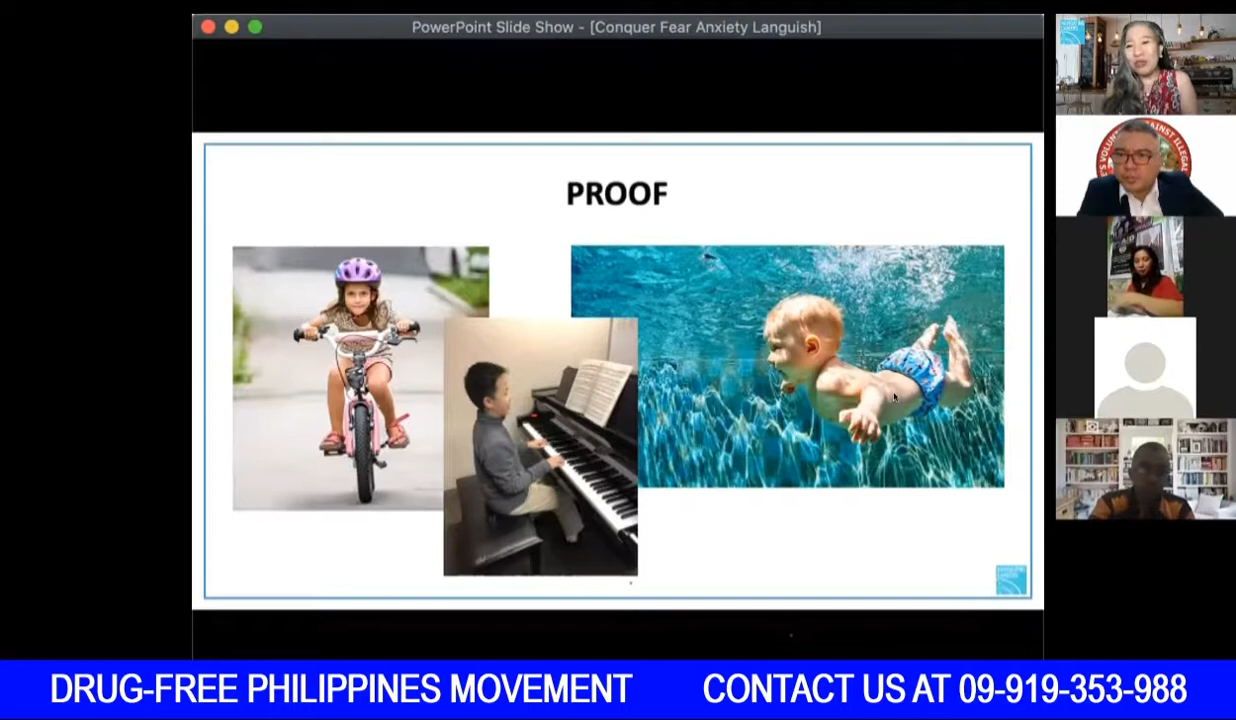 PowerPoint Slide Show - [Conquer Fear Anxiety Languish]
PROOF
DRUG-FREE PHILIPPINES MOVEMENT
CONTACT US AT 09-919-353-988